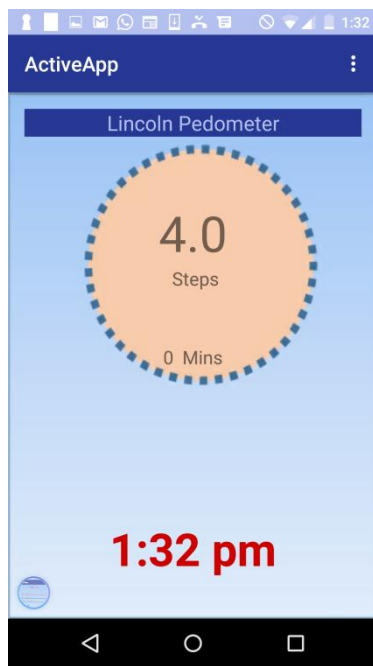 1:32
ActiveApp
Lincoln Pedometer
4.0
Steps
0 Mins
1:32 pm